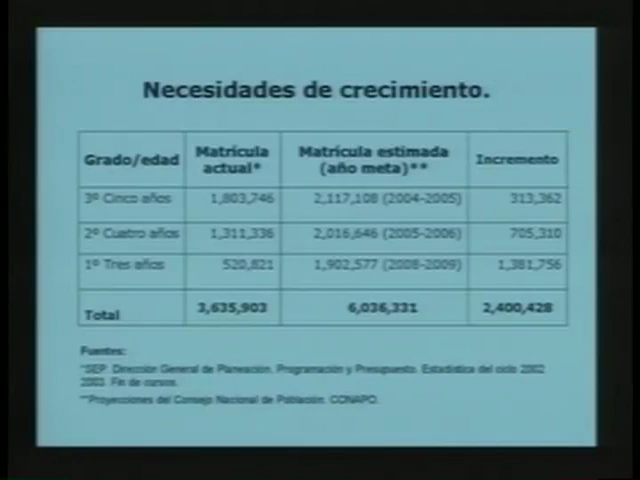 Necesidades de crecimiento.
Grado/edad Matrícula actual* Matrícula estimada (año meta)** Incremento
3º Cinco años 1,803,746 2,117,108 (2004-2005) 313,362
2º Cuatro años 1,311,336 2,016,646 (2005-2006) 705,310
1º Tres años 520,821 1,902,577 (2008-2009) 1,381,756
Total 3,635,903 6,036,331 2,400,428
Fuentes:
*SEP. Dirección General de Planeación, Programación y Presupuesto. Estadística del ciclo 2002
2003. Fin de cursos.
**Proyecciones del Consejo Nacional de Población, CONAPO.